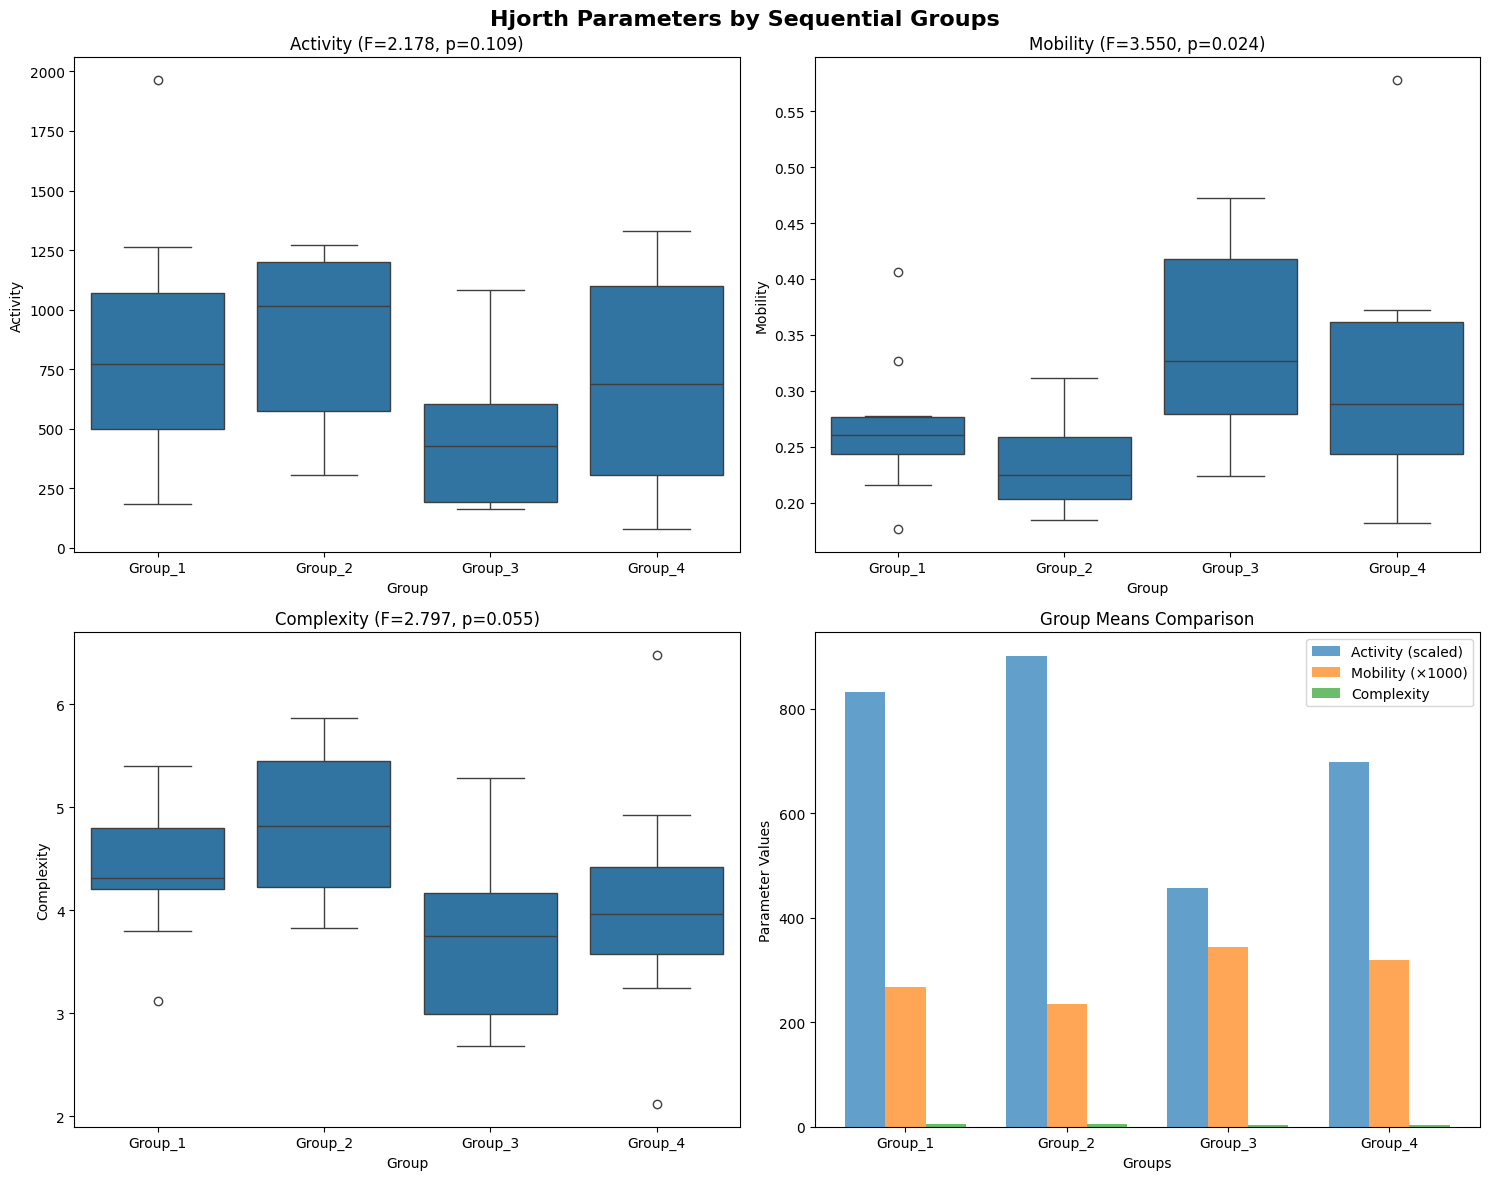 Hjorth Parameters by Sequential Groups
Activity (F=2.178, p=0.109)
2000
1750
1500
1250
1000
750
500
250
0
Activity
Group_1 Group_2 Group_3 Group_4
Group
Mobility (F=3.550, p=0.024)
0.55
0.50
0.45
0.40
0.35
0.30
0.25
0.20
Mobility
Group_1 Group_2 Group_3 Group_4
Group
Complexity (F=2.797, p=0.055)
6
5
4
3
2
Complexity
Group_1 Group_2 Group_3 Group_4
Group
Group Means Comparison
Activity (scaled)
Mobility (×1000)
Complexity
800
600
400
200
0
Parameter Values
Group_1 Group_2 Group_3 Group_4
Groups